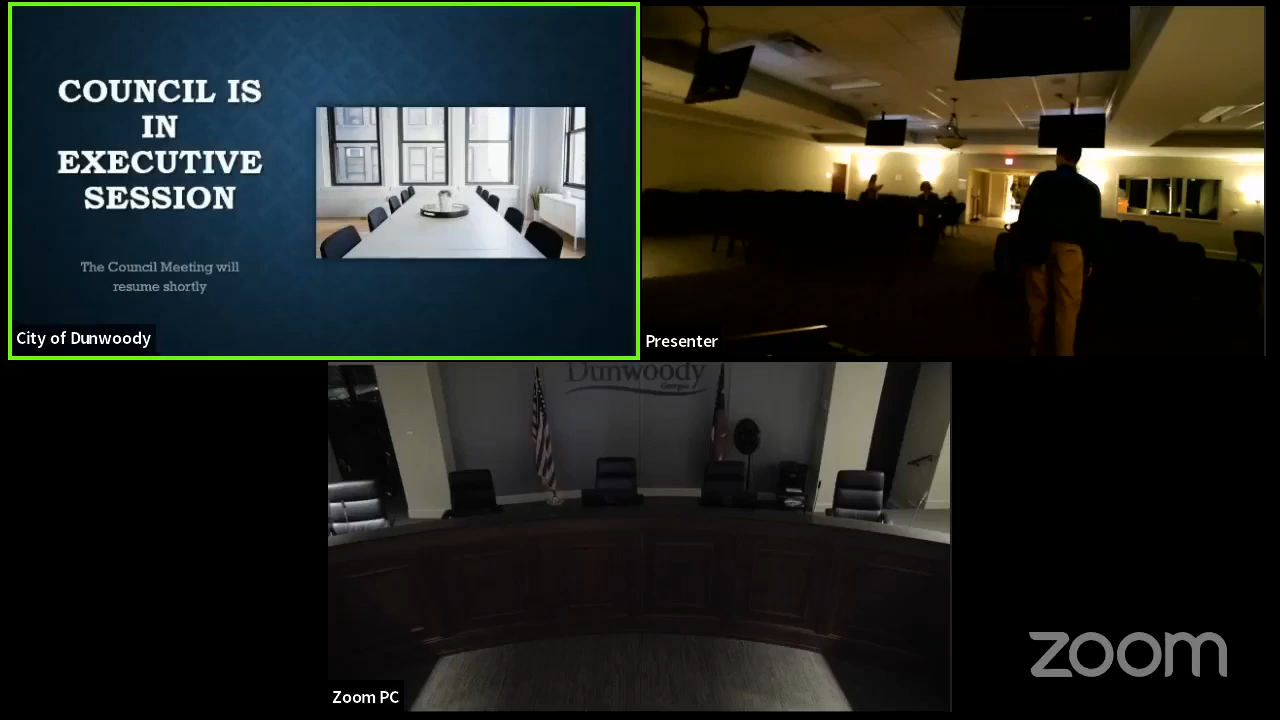 COUNCIL IS
IN
EXECUTIVE
SESSION
The Council Meeting will
resume shortly
City of Dunwoody
Presenter
Dunwoody
Georgia
Zoom PC
zoom